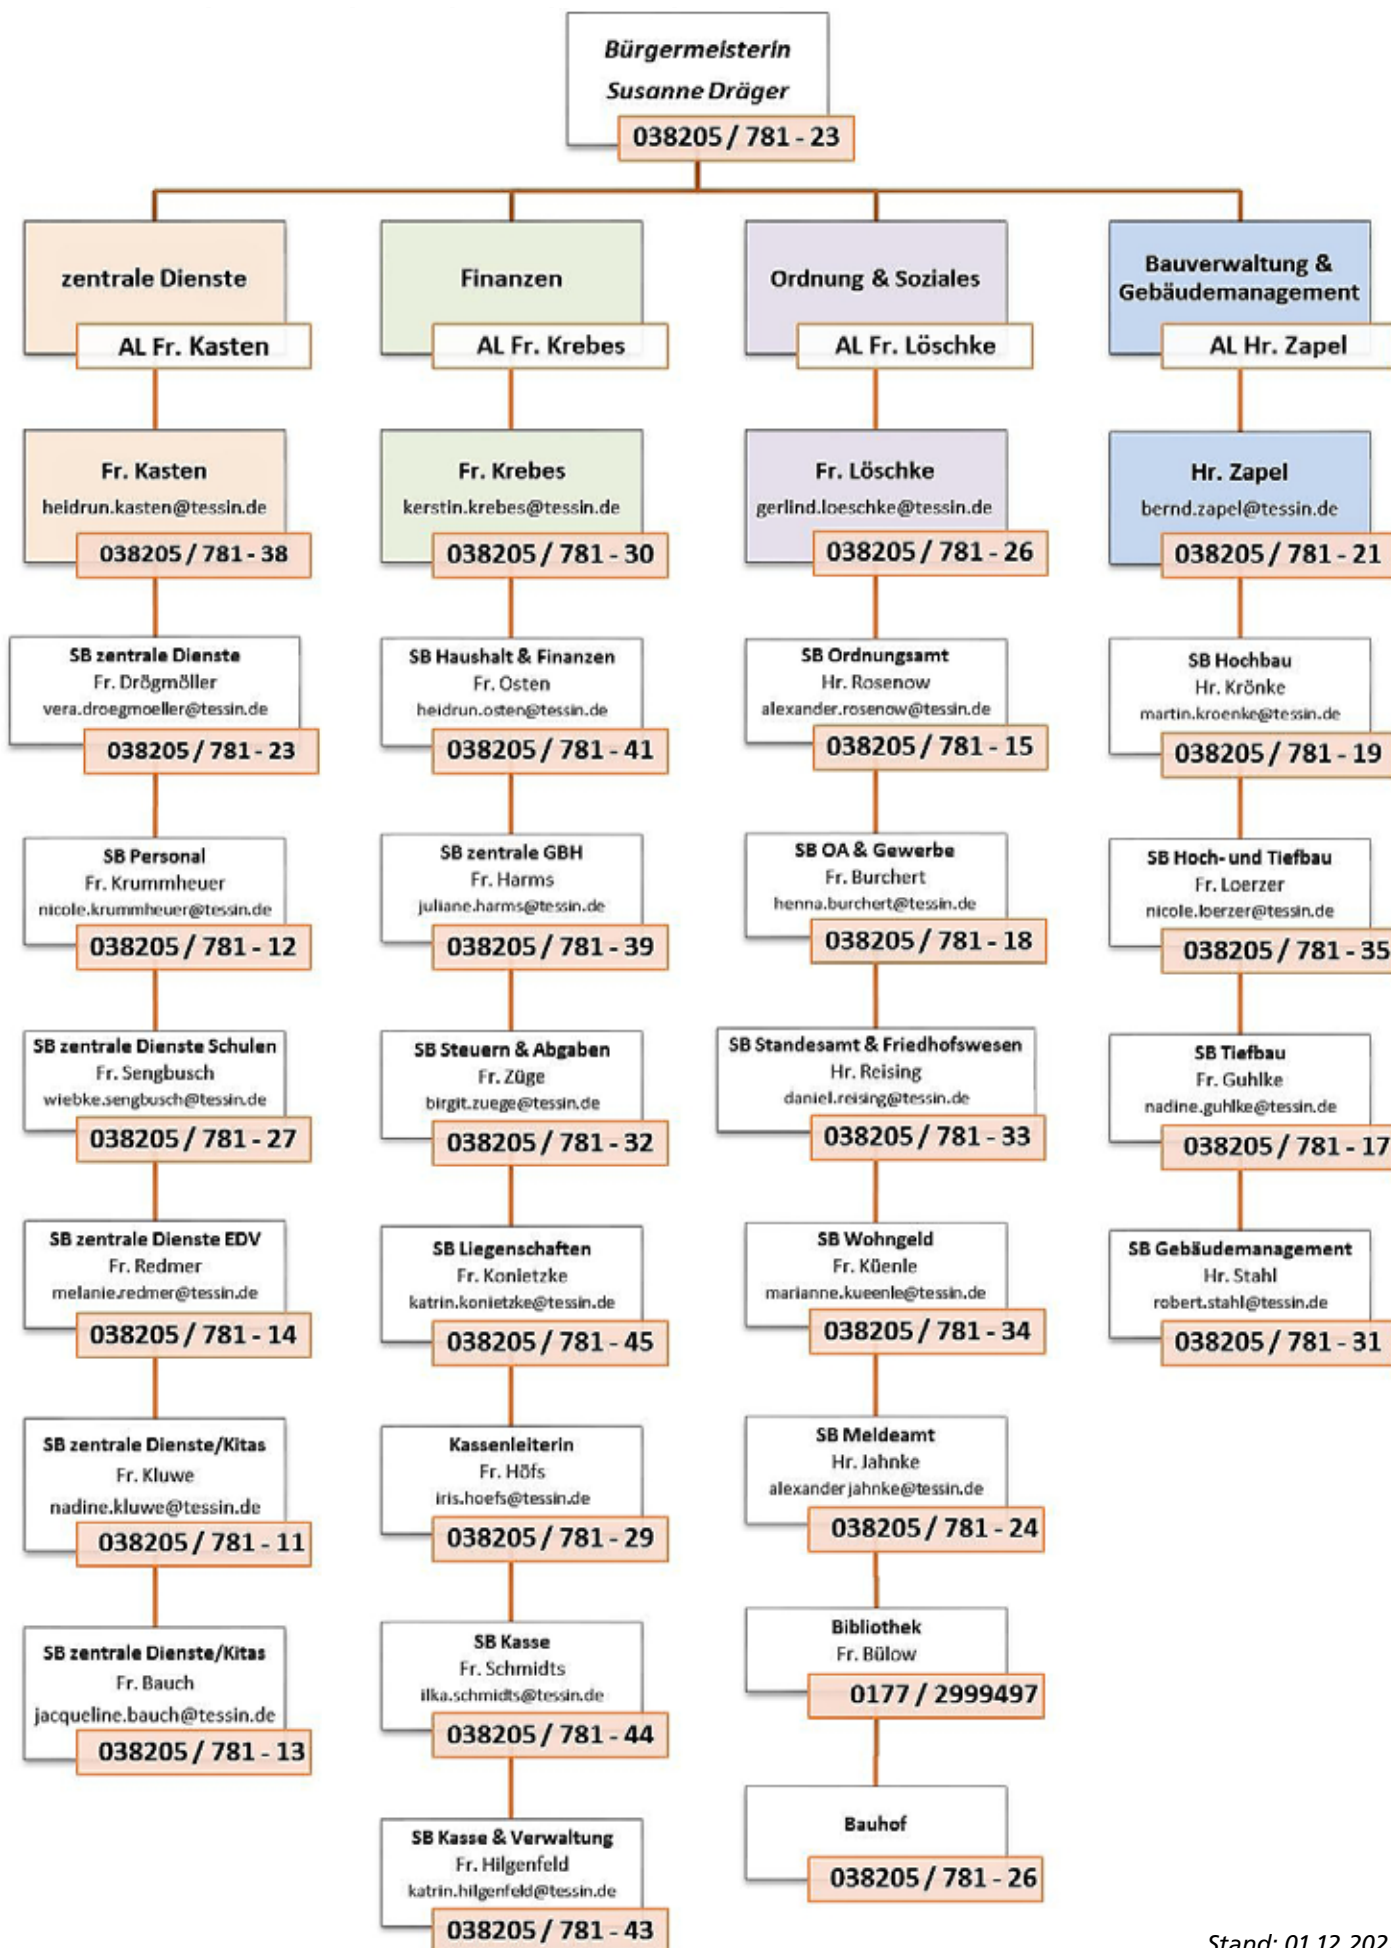 Bürgermeisterin
Susanne Dräger
038205 / 781 - 23
zentrale Dienste
AL Fr. Kasten
Fr. Kasten
heidrun.kasten@tessin.de
038205 / 781 - 38
SB zentrale Dienste
Fr. Drögmöller
vera.droegmoeller@tessin.de
038205 / 781 - 23
SB Personal
Fr. Krummheuer
nicole.krummheuer@tessin.de
038205 / 781 - 12
SB zentrale Dienste Schulen
Fr. Sengbusch
wiebke.sengbusch@tessin.de
038205 / 781 - 27
SB zentrale Dienste EDV
Fr. Redmer
melanie.redmer@tessin.de
038205 / 781 - 14
SB zentrale Dienste/Kitas
Fr. Kluwe
nadine.kluwe@tessin.de
038205 / 781 - 11
SB zentrale Dienste/Kitas
Fr. Bauch
jacqueline.bauch@tessin.de
038205 / 781 - 13
Finanzen
AL Fr. Krebes
Fr. Krebes
kerstin.krebes@tessin.de
038205 / 781 - 30
SB Haushalt & Finanzen
Fr. Osten
heidrun.osten@tessin.de
038205 / 781 - 41
SB zentrale GBH
Fr. Harms
juliane.harms@tessin.de
038205 / 781 - 39
SB Steuern & Abgaben
Fr. Züge
birgit.zuege@tessin.de
038205 / 781 - 32
SB Liegenschaften
Fr. Konietzke
katrin.konietzke@tessin.de
038205 / 781 - 45
Kassenleiterin
Fr. Höfs
iris.hoefs@tessin.de
038205 / 781 - 29
SB Kasse
Fr. Schmidts
ilka.schmidts@tessin.de
038205 / 781 - 44
SB Kasse & Verwaltung
Fr. Hilgenfeld
katrin.hilgenfeld@tessin.de
038205 / 781 - 43
Ordnung & Soziales
AL Fr. Löschke
Fr. Löschke
gerlind.loeschke@tessin.de
038205 / 781 - 26
SB Ordnungsamt
Hr. Rosenow
alexander.rosenow@tessin.de
038205 / 781 - 15
SB OA & Gewerbe
Fr. Burchert
henna.burchert@tessin.de
038205 / 781 - 18
SB Standesamt & Friedhofswesen
Hr. Reising
daniel.reising@tessin.de
038205 / 781 - 33
SB Wohngeld
Fr. Küenle
marianne.kueenle@tessin.de
038205 / 781 - 34
SB Meldeamt
Hr. Jahnke
alexander.jahnke@tessin.de
038205 / 781 - 24
Bibliothek
Fr. Bülow
0177 / 2999497
Bauhof
038205 / 781 - 26
Bauverwaltung &
Gebäudemanagement
AL Hr. Zapel
Hr. Zapel
bernd.zapel@tessin.de
038205 / 781 - 21
SB Hochbau
Hr. Krönke
martin.kroenke@tessin.de
038205 / 781 - 19
SB Hoch- und Tiefbau
Fr. Loerzer
nicole.loerzer@tessin.de
038205 / 781 - 35
SB Tiefbau
Fr. Guhlke
nadine.guhlke@tessin.de
038205 / 781 - 17
SB Gebäudemanagement
Hr. Stahl
robert.stahl@tessin.de
038205 / 781 - 31
Stand: 01.12.202